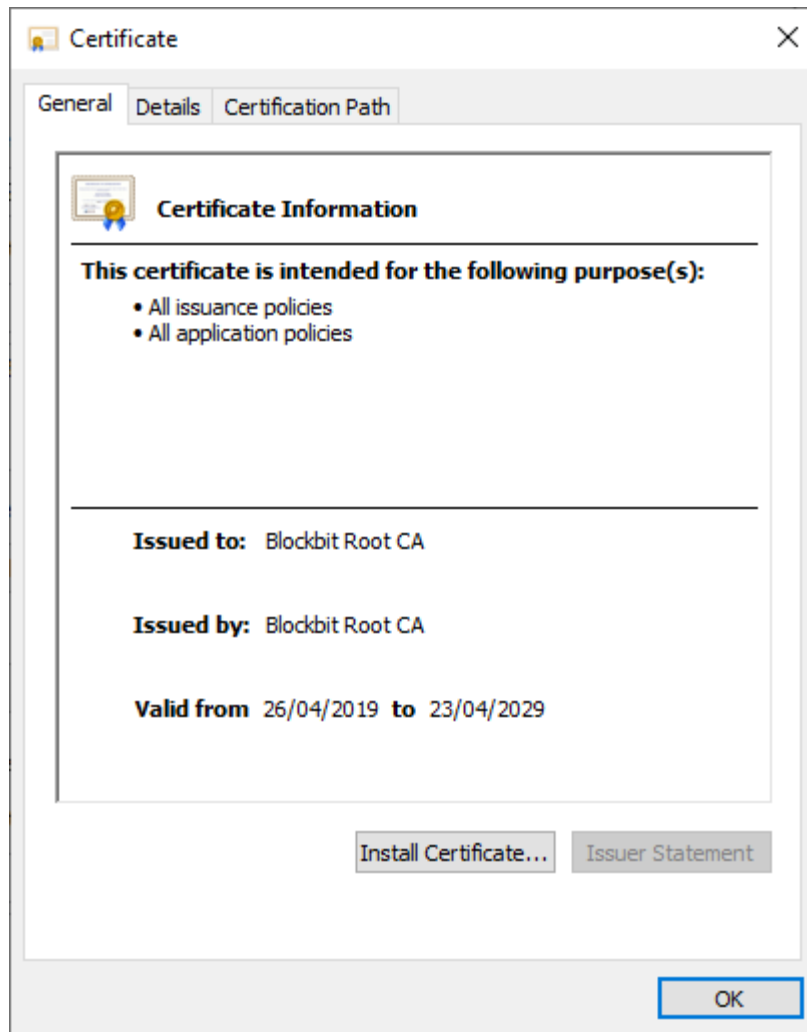 Certificate
General Details Certification Path
Certificate Information
This certificate is intended for the following purpose(s):
• All issuance policies
• All application policies
Issued to: Blockbit Root CA
Issued by: Blockbit Root CA
Valid from 26/04/2019 to 23/04/2029
Install Certificate... Issuer Statement
OK